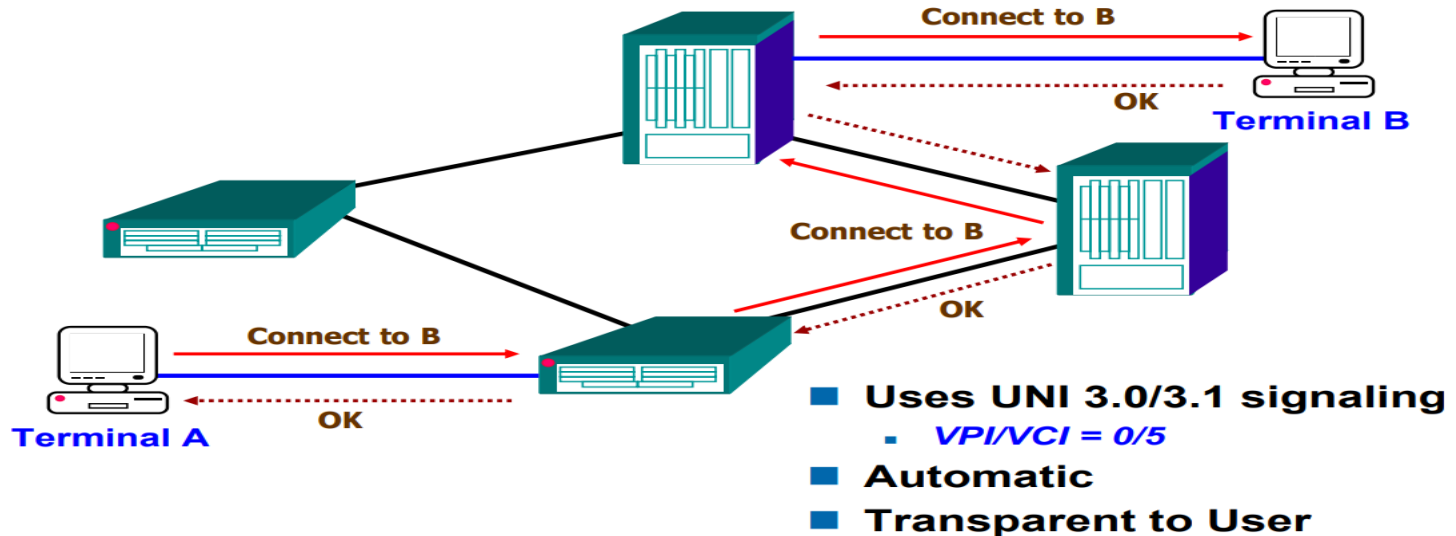 Connect to B
OK
Terminal B
Connect to B
OK
Connect to B
OK
Terminal A
Uses UNI 3.0/3.1 signaling
VPI/VCI = 0/5
Automatic
Transparent to User